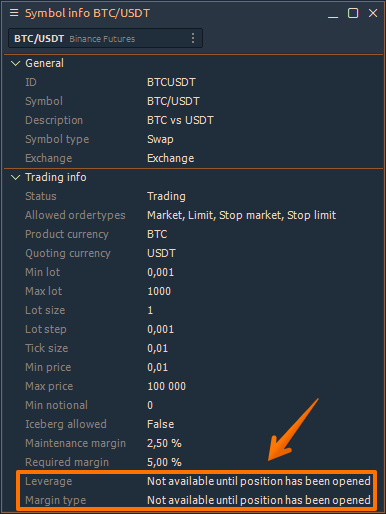 Symbol info BTC/USDT
BTC/USDT Binance Futures
General
ID BTCUSDT
Symbol BTC/USDT
Description BTC vs USDT
Symbol type Swap
Exchange Exchange
Trading info
Status Trading
Allowed ordertypes Market, Limit, Stop market, Stop limit
Product currency BTC
Quoting currency USDT
Min lot 0,001
Max lot 1000
Lot size 1
Lot step 0,001
Tick size 0,01
Min price 0,01
Max price 100 000
Min notional 0
Iceberg allowed False
Maintenance margin 2,50 %
Required margin 5,00 %
Leverage Not available until position has been opened
Margin type Not available until position has been opened